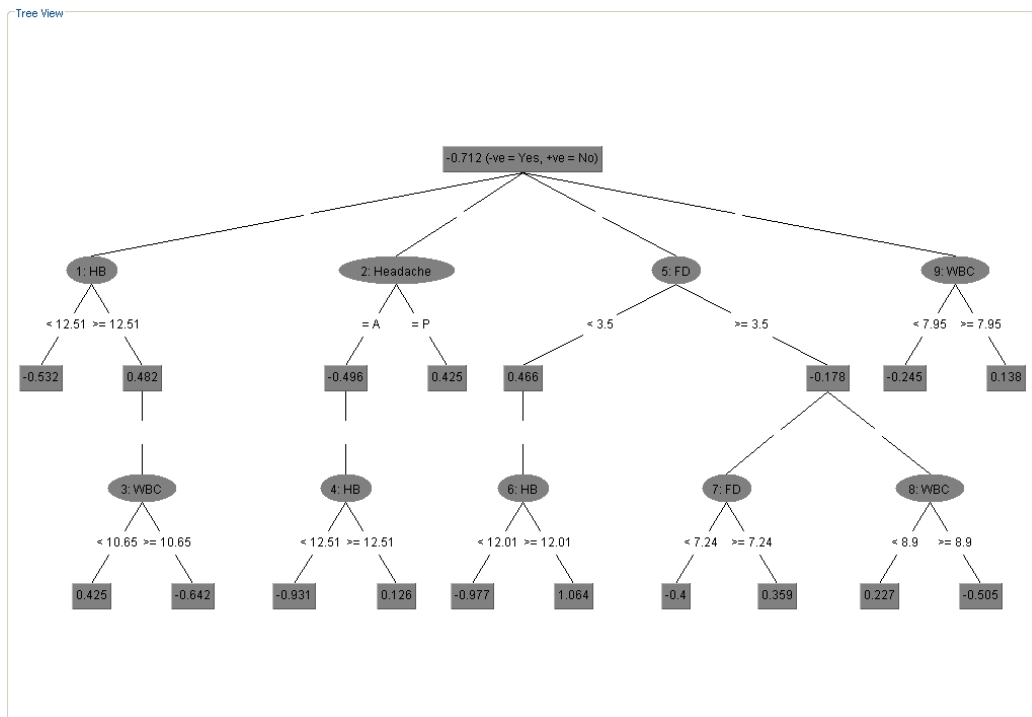 Tree View
-0.712 (-ve = Yes, +ve = No)
1: HB
2: Headache
5: FD
9: WBC
< 12.51 >= 12.51
= A = P
< 3.5 >= 3.5
< 7.95 >= 7.95
-0.532 0.482
-0.496 0.425
0.466 -0.178
-0.245 0.138
3: WBC
4: HB
6: HB
7: FD
8: WBC
< 10.65 >= 10.65
< 12.51 >= 12.51
< 12.01 >= 12.01
< 7.24 >= 7.24
< 8.9 >= 8.9
0.425 -0.642
-0.931 0.126
-0.977 1.064
-0.4 0.359
0.227 -0.505